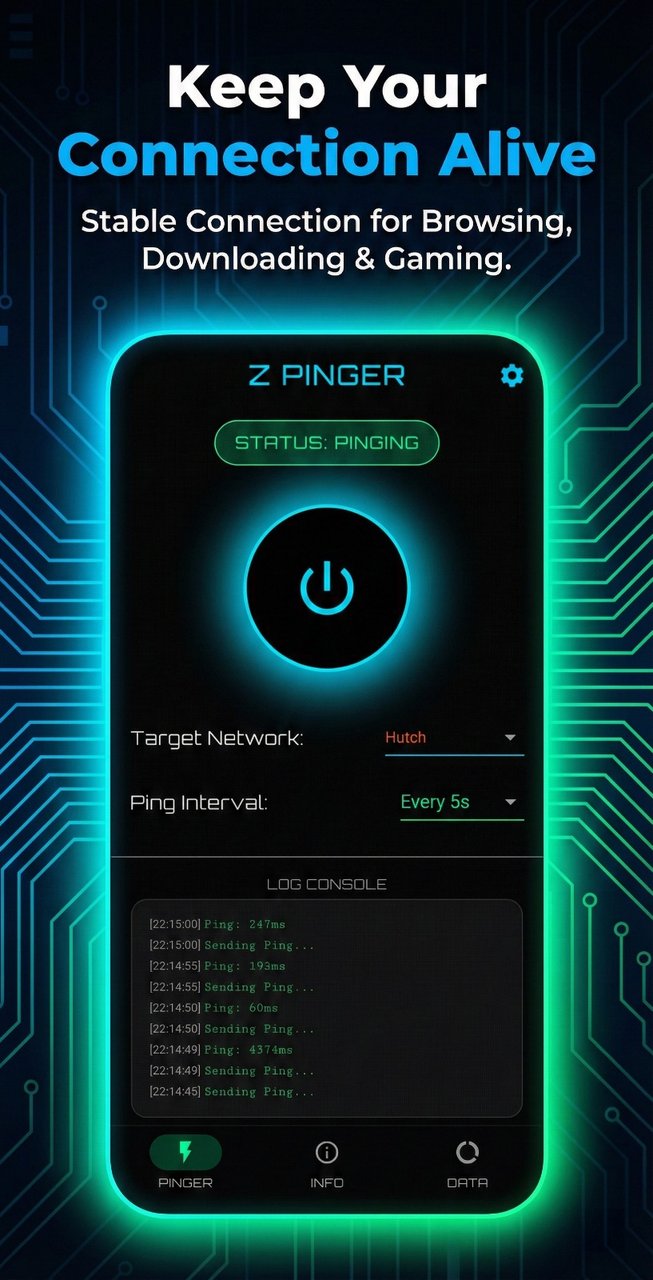 Keep Your
Connection Alive
Stable Connection for Browsing,
Downloading & Gaming.
Z PINGER
STATUS: PINGING
Target Network: Hutch
Ping Interval: Every 5s
LOG CONSOLE
[22:15:00] Ping: 247ms
[22:15:00] Sending Ping...
[22:14:55] Ping: 193ms
[22:14:55] Sending Ping...
[22:14:50] Ping: 60ms
[22:14:50] Sending Ping...
[22:14:49] Ping: 4374ms
[22:14:49] Sending Ping...
[22:14:45] Sending Ping...
PINGER INFO DATA